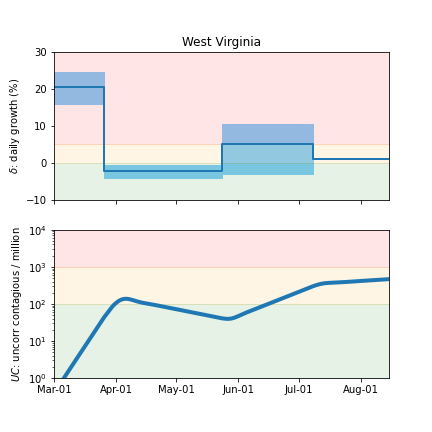 West Virginia
30
20
10
0
−10
δ: daily growth (%)
10⁴
10³
10²
10¹
10⁰
UC: uncorr contagious / million
Mar-01 Apr-01 May-01 Jun-01 Jul-01 Aug-01